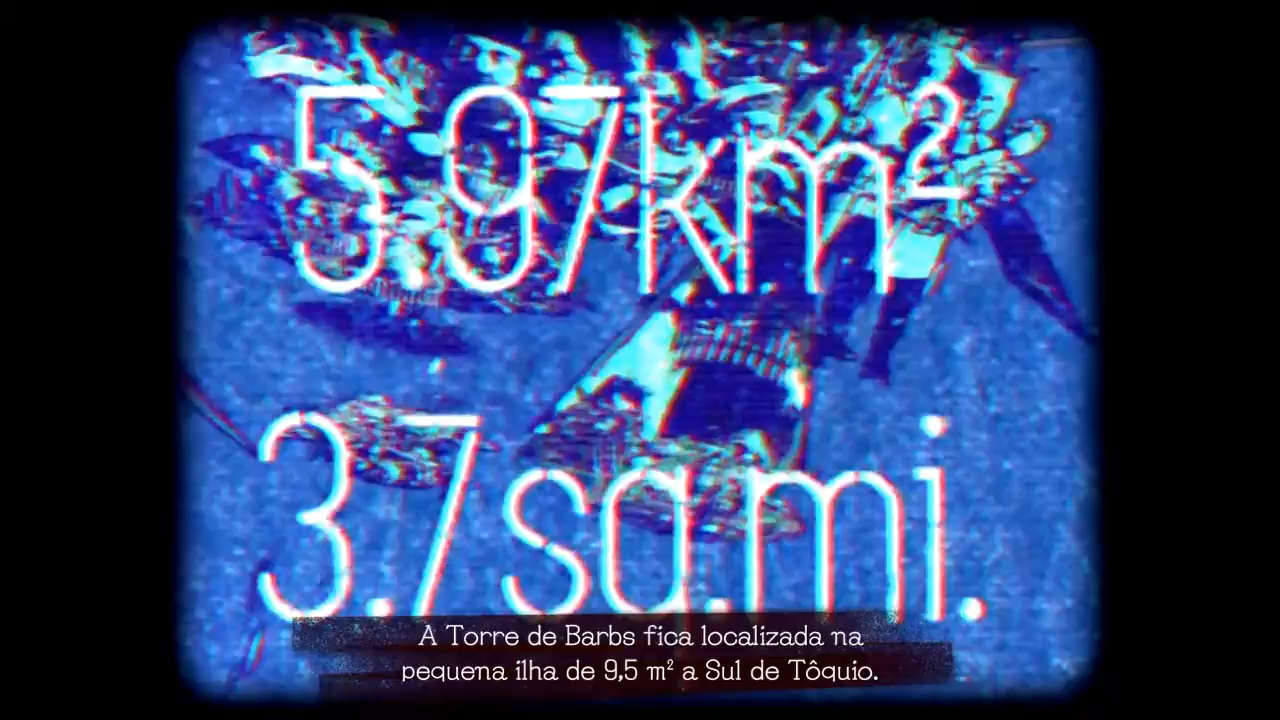 5.97km²
3.7sq.mi.
A Torre de Barbs fica localizada na
pequena ilha de 9,5 m² a Sul de Tôquio.